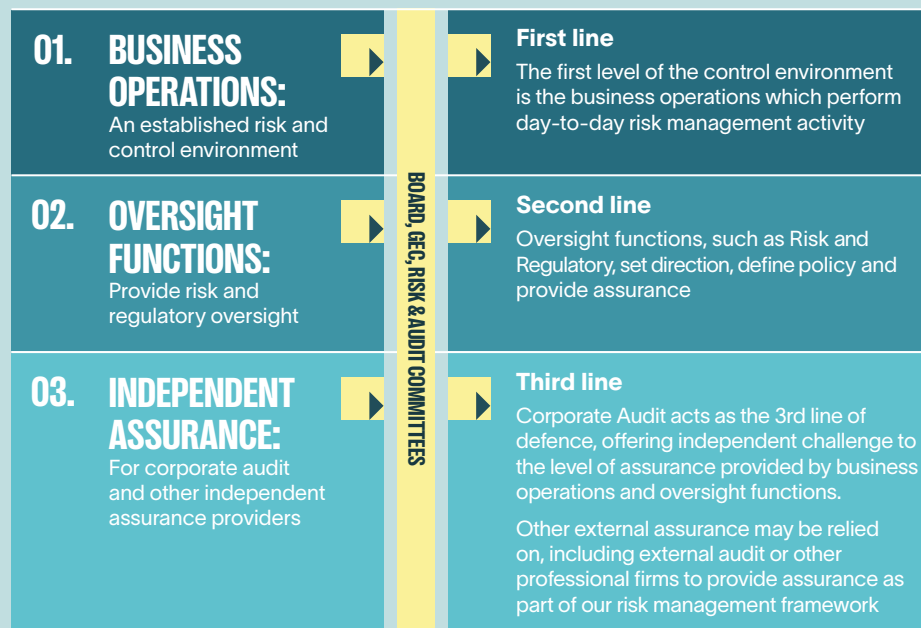 01.
BUSINESS
OPERATIONS:
An established risk and
control environment
First line
The first level of the control environment
is the business operations which perform
day-to-day risk management activity
02.
OVERSIGHT
FUNCTIONS:
Provide risk and
regulatory oversight
Second line
Oversight functions, such as Risk and
Regulatory, set direction, define policy and
provide assurance
03.
INDEPENDENT
ASSURANCE:
For corporate audit
and other independent
assurance providers
Third line
Corporate Audit acts as the 3rd line of
defence, offering independent challenge to
the level of assurance provided by business
operations and oversight functions.
Other external assurance may be relied
on, including external audit or other
professional firms to provide assurance as
part of our risk management framework
BOARD, GEC, RISK & AUDIT COMMITTEES